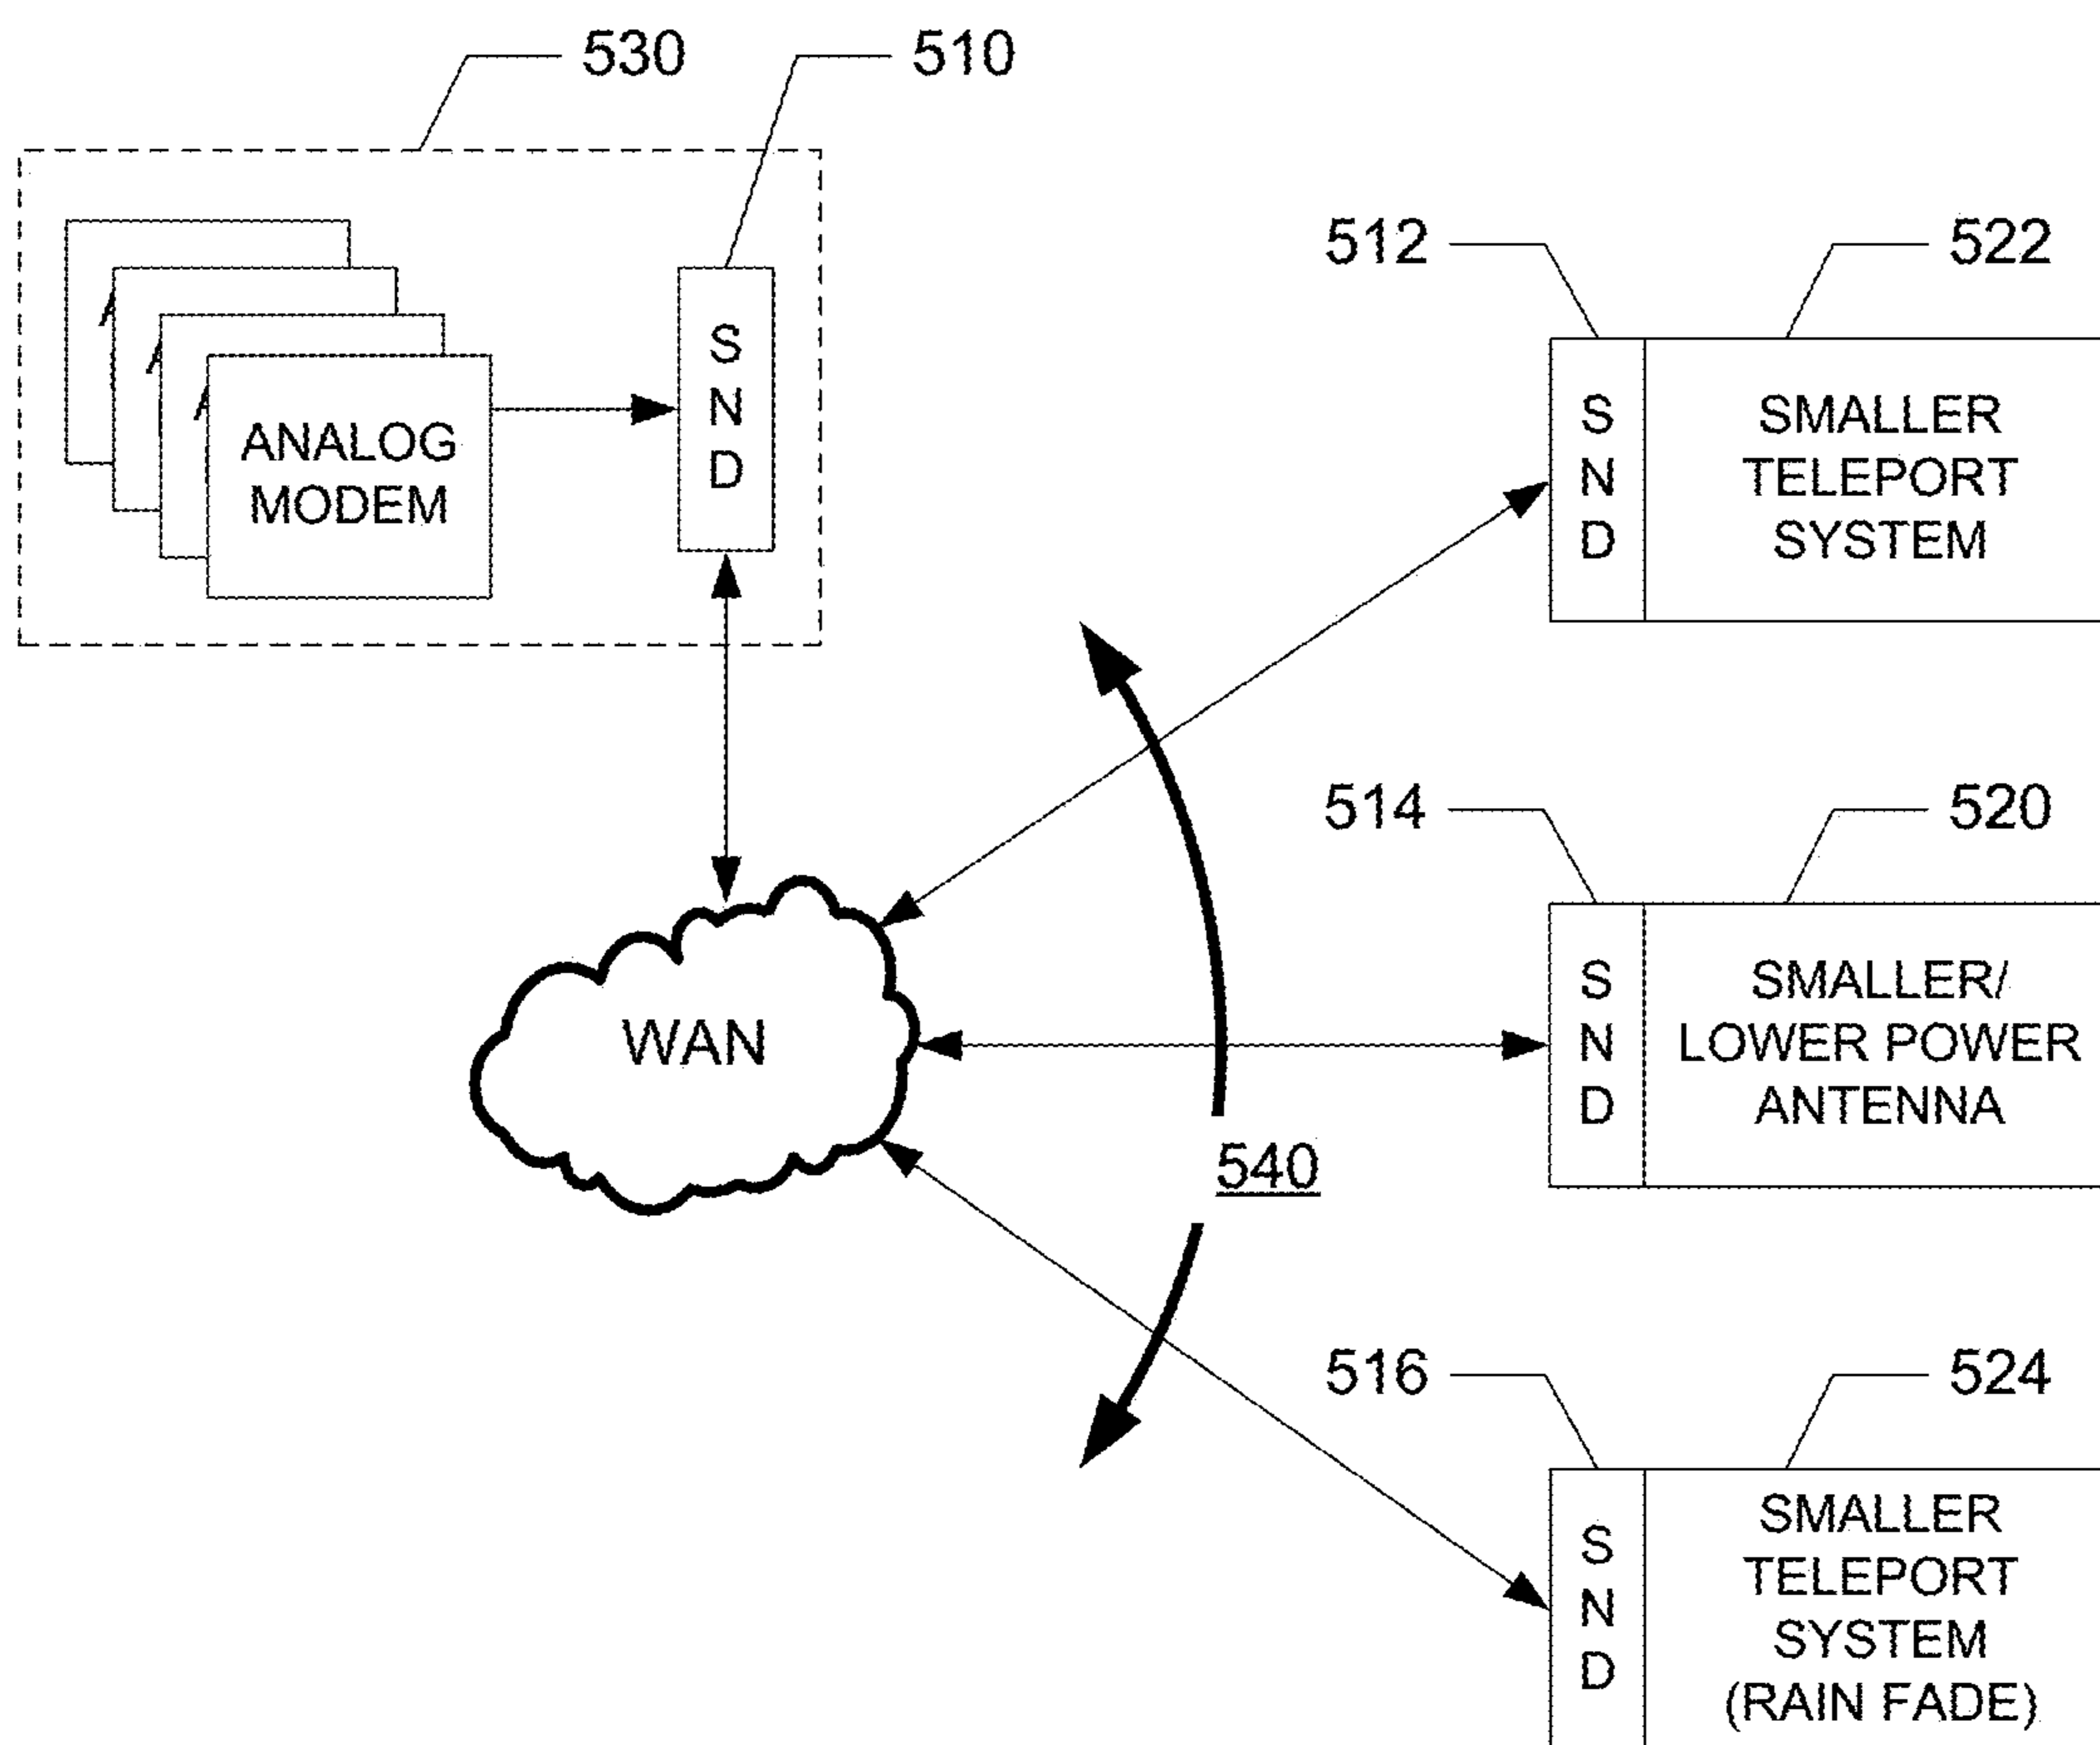 530
510
ANALOG
MODEM
S
N
D
512
522
S
N
D
SMALLER
TELEPORT
SYSTEM
514
520
S
N
D
SMALLER/
LOWER POWER
ANTENNA
WAN
540
516
524
S
N
D
SMALLER
TELEPORT
SYSTEM
(RAIN FADE)